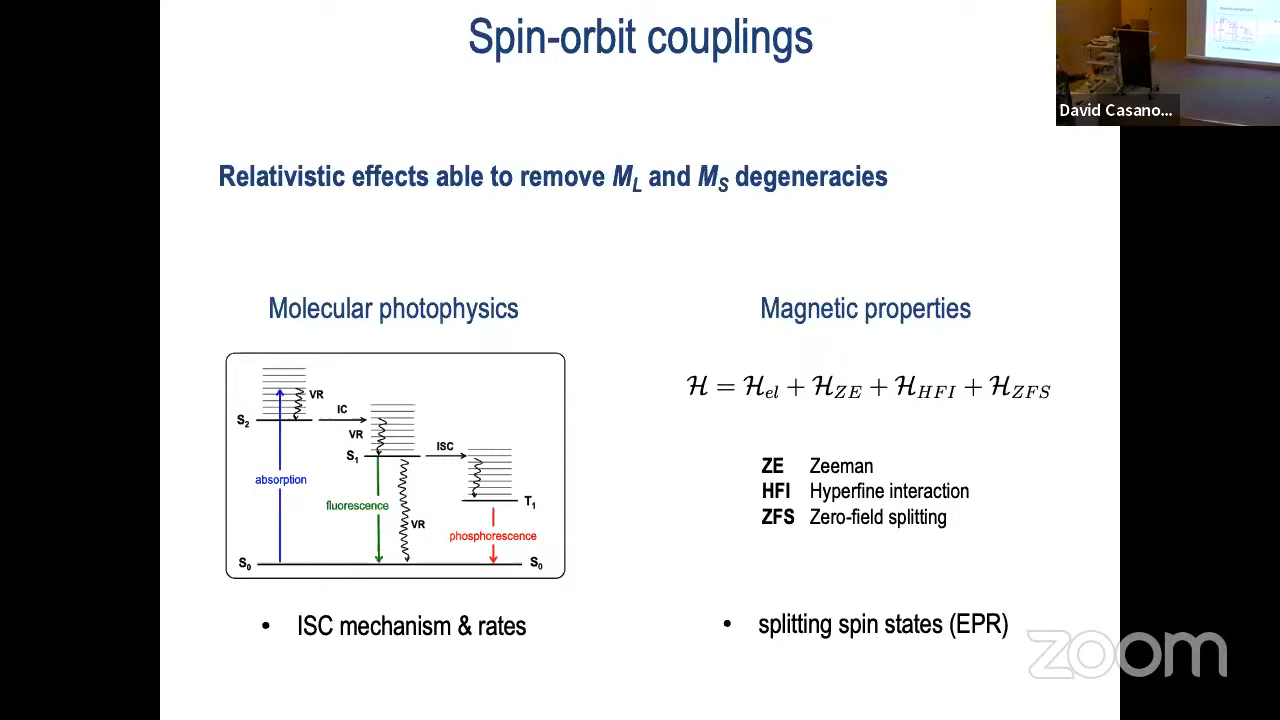 Spin-orbit couplings
David Casano...
Relativistic effects able to remove M_L and M_S degeneracies
Molecular photophysics
Magnetic properties
VR
S₂
IC
VR
S₁
ISC
absorption
fluorescence
VR
T₁
phosphorescence
S₀
S₀
ℋ = ℋ_el + ℋ_ZE + ℋ_HFI + ℋ_ZFS
ZE Zeeman
HFI Hyperfine interaction
ZFS Zero-field splitting
• ISC mechanism & rates
• splitting spin states (EPR)
zoom